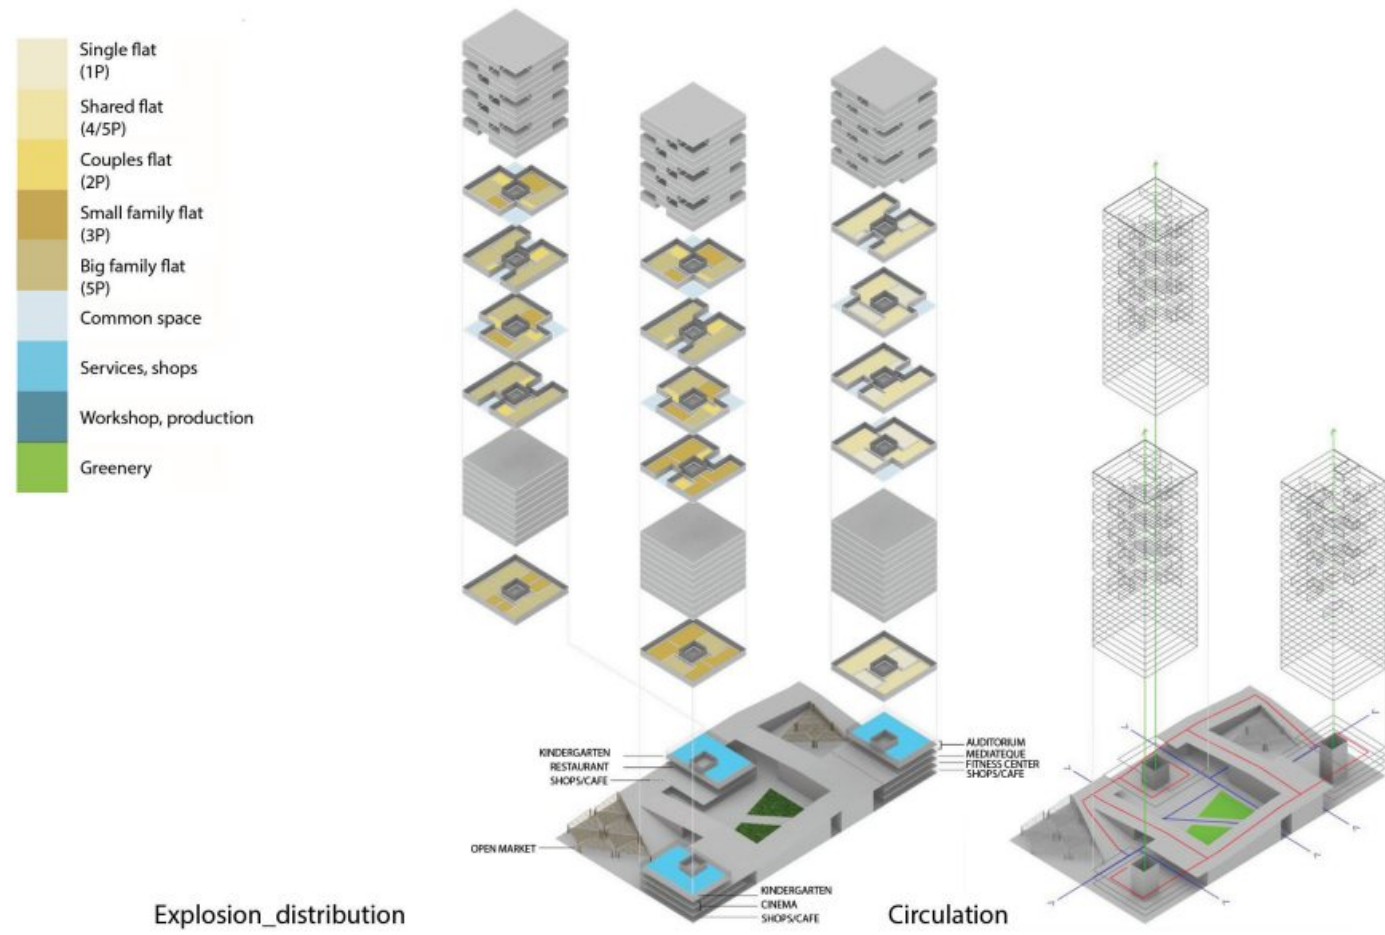 Single flat
(1P)
Shared flat
(4/5P)
Couples flat
(2P)
Small family flat
(3P)
Big family flat
(5P)
Common space
Services, shops
Workshop, production
Greenery
KINDERGARTEN
RESTAURANT
SHOPS/CAFE
OPEN MARKET
AUDITORIUM
MEDIATEQUE
FITNESS CENTER
SHOPS/CAFE
KINDERGARTEN
CINEMA
SHOPS/CAFE
Explosion_distribution
Circulation